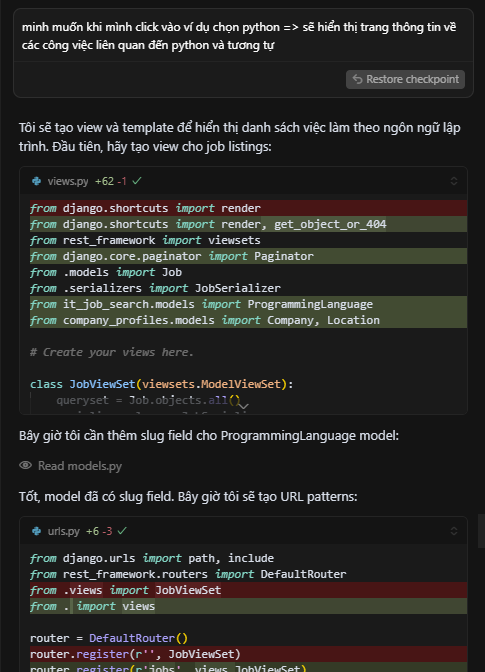 minh muốn khi mình click vào ví dụ chọn python => sẽ hiển thị trang thông tin về
các công việc liên quan đến python và tương tự
Restore checkpoint
Tôi sẽ tạo view và template để hiển thị danh sách việc làm theo ngôn ngữ lập
trình. Đầu tiên, hãy tạo view cho job listings:
views.py +62 -1
from django.shortcuts import render
from django.shortcuts import render, get_object_or_404
from rest_framework import viewsets
from django.core.paginator import Paginator
from .models import Job
from .serializers import JobSerializer
from it_job_search.models import ProgrammingLanguage
from company_profiles.models import Company, Location
# Create your views here.
class JobViewSet(viewsets.ModelViewSet):
queryset = Job.objects.all()
Bây giờ tôi cần thêm slug field cho ProgrammingLanguage model:
Read models.py
Tốt, model đã có slug field. Bây giờ tôi sẽ tạo URL patterns:
urls.py +6 -3
from django.urls import path, include
from rest_framework.routers import DefaultRouter
from .views import JobViewSet
from . import views
router = DefaultRouter()
router.register(r'', JobViewSet)
router.register(r'jobs', views.JobViewSet)